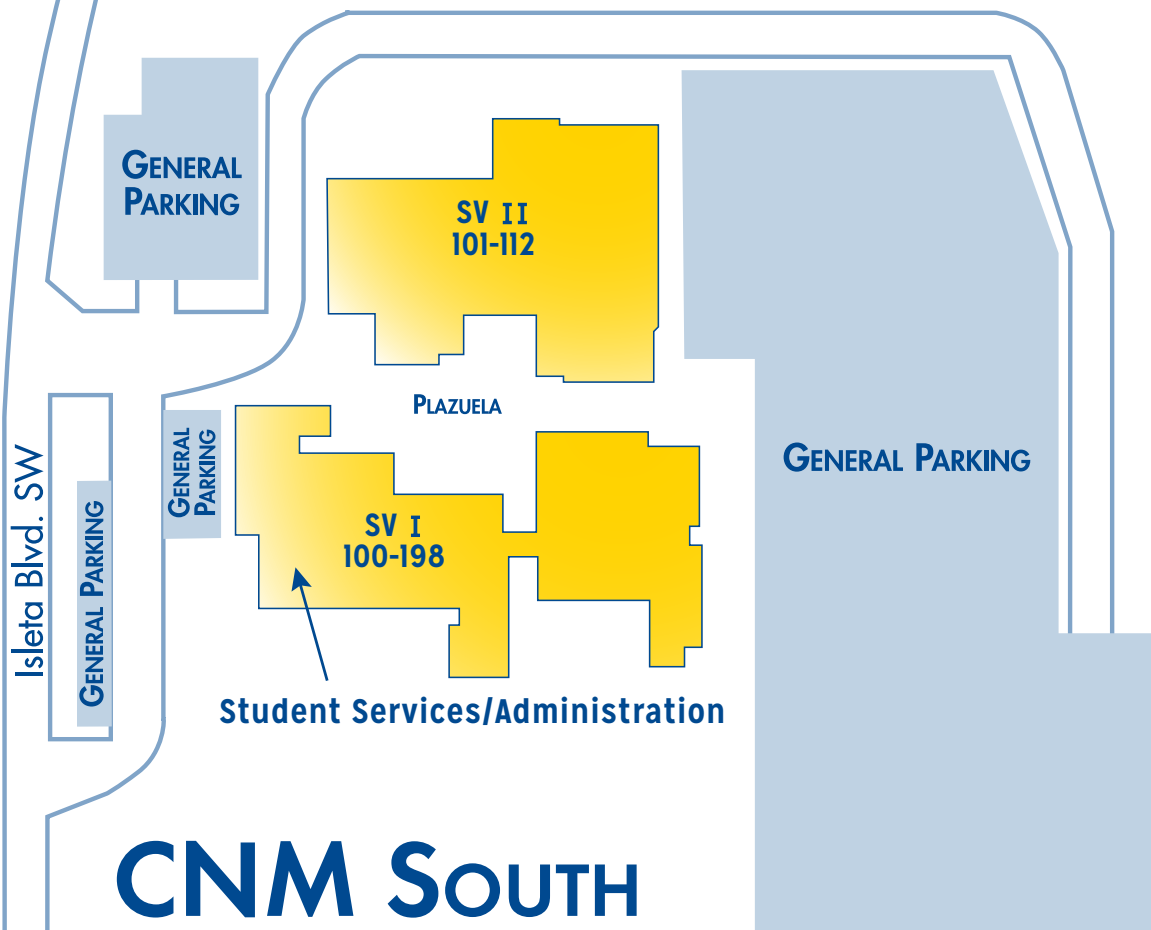 GENERAL
PARKING
SV II
101-112
PLAZUELA
GENERAL
PARKING
GENERAL PARKING
Isleta Blvd. SW
GENERAL PARKING
SV I
100-198
Student Services/Administration
CNM SOUTH